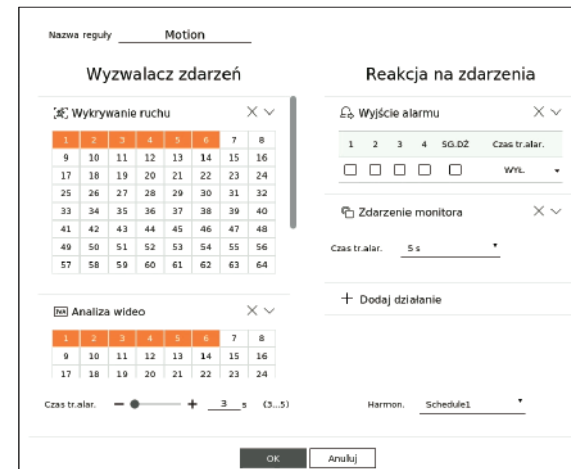 Nazwa reguły Motion
Wyzwalacz zdarzeń
Wykrywanie ruchu
1 2 3 4 5 6 7 8
9 10 11 12 13 14 15 16
17 18 19 20 21 22 23 24
25 26 27 28 29 30 31 32
33 34 35 36 37 38 39 40
41 42 43 44 45 46 47 48
49 50 51 52 53 54 55 56
57 58 59 60 61 62 63 64
IVA Analiza wideo
1 2 3 4 5 6 7 8
9 10 11 12 13 14 15 16
17 18 19 20 21 22 23 24
Czas tr.alar. 3 s (3...5)
Reakcja na zdarzenia
Wyjście alarmu
1 2 3 4 SG.DŹ Czas tr.alar.
WYŁ.
Zdarzenie monitora
Czas tr.alar. 5 s
+ Dodaj działanie
Harmon. Schedule1
OK Anuluj